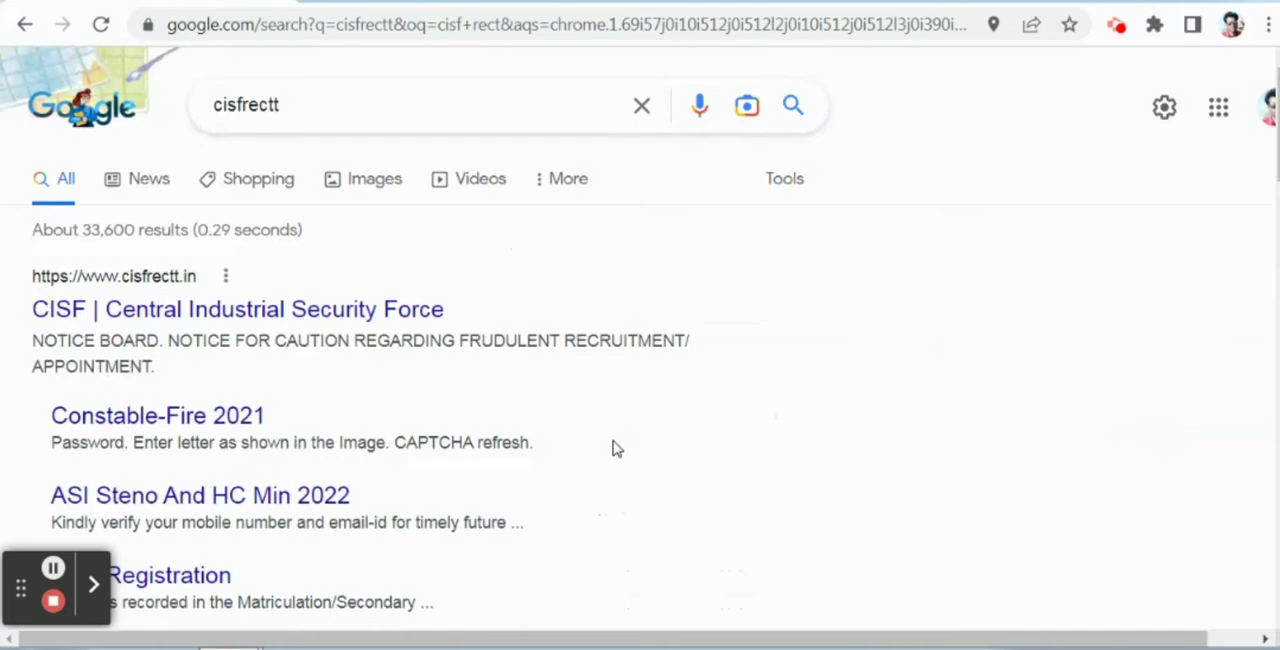 google.com/search?q=cisfrectt&oq=cisf+rect&aqs=chrome.1.69i57j0i10i512j0i512l2j0i10i512j0i512l3j0i390i...
Google
cisfrectt
All News Shopping Images Videos More Tools
About 33,600 results (0.29 seconds)
https://www.cisfrectt.in
CISF | Central Industrial Security Force
NOTICE BOARD. NOTICE FOR CAUTION REGARDING FRUDULENT RECRUITMENT/
APPOINTMENT.
Constable-Fire 2021
Password. Enter letter as shown in the Image. CAPTCHA refresh.
ASI Steno And HC Min 2022
Kindly verify your mobile number and email-id for timely future ...
Registration
recorded in the Matriculation/Secondary ...